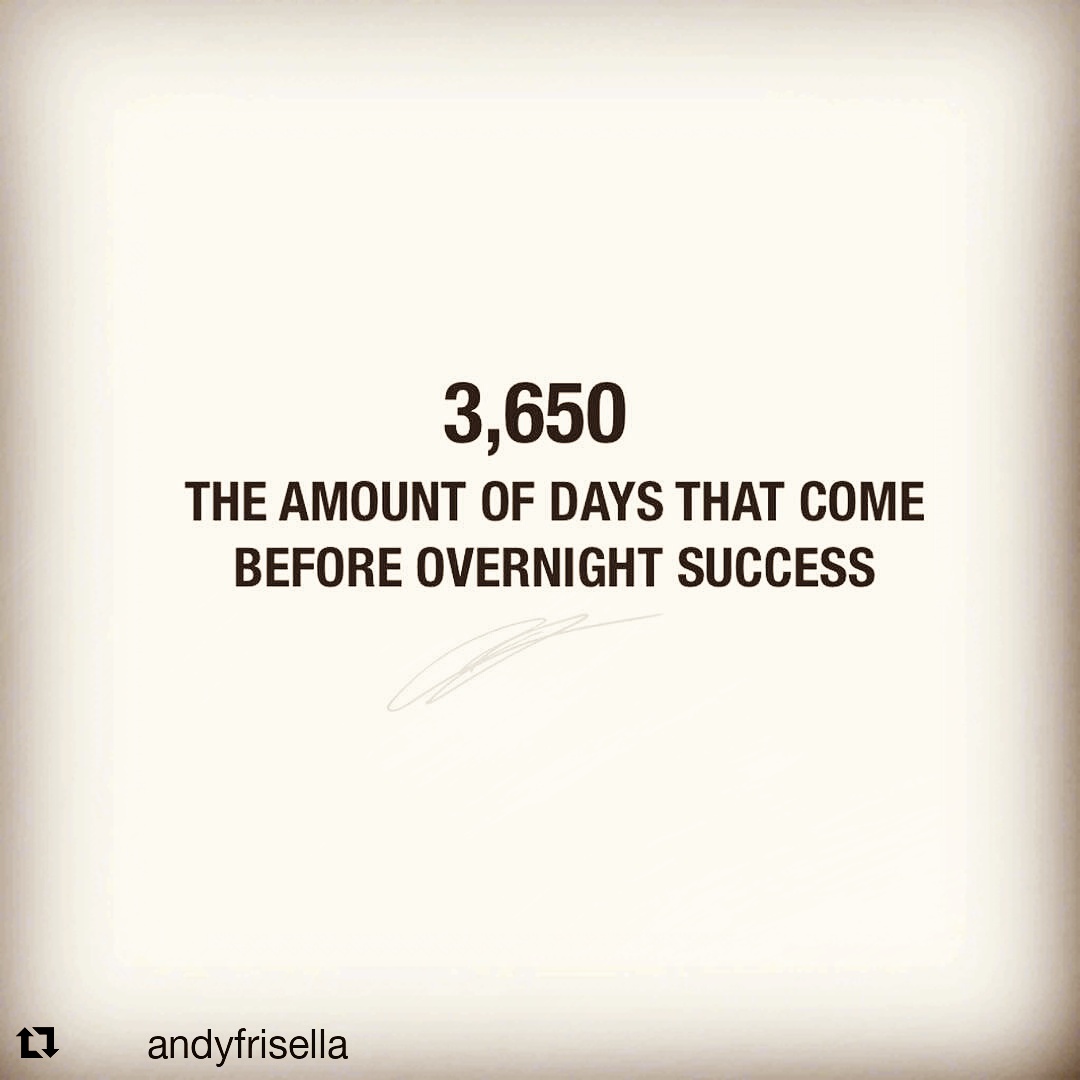 3,650
THE AMOUNT OF DAYS THAT COME
BEFORE OVERNIGHT SUCCESS
andyfrisella